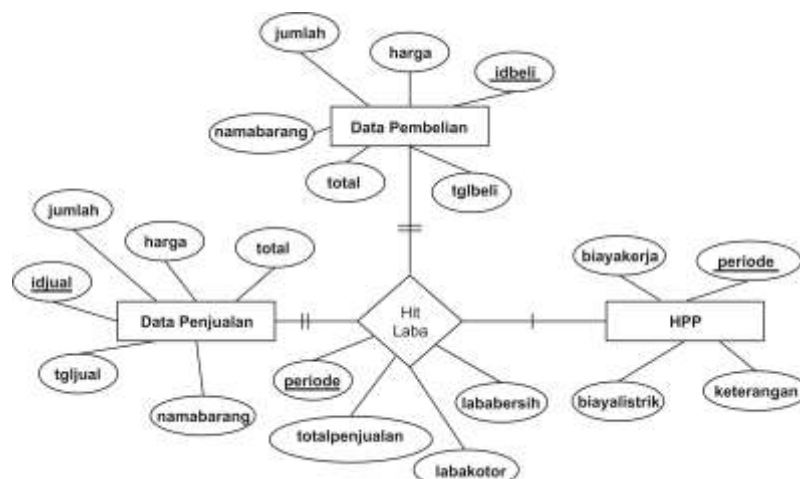 jumlah
harga
idbeli
namabarang
Data Pembelian
total
tglbeli
jumlah
harga
total
idjual
Data Penjualan
tgljual
namabarang
Hit
Laba
periode
totalpenjualan
labakotor
lababersih
biayakerja
periode
HPP
biayalistrik
keterangan